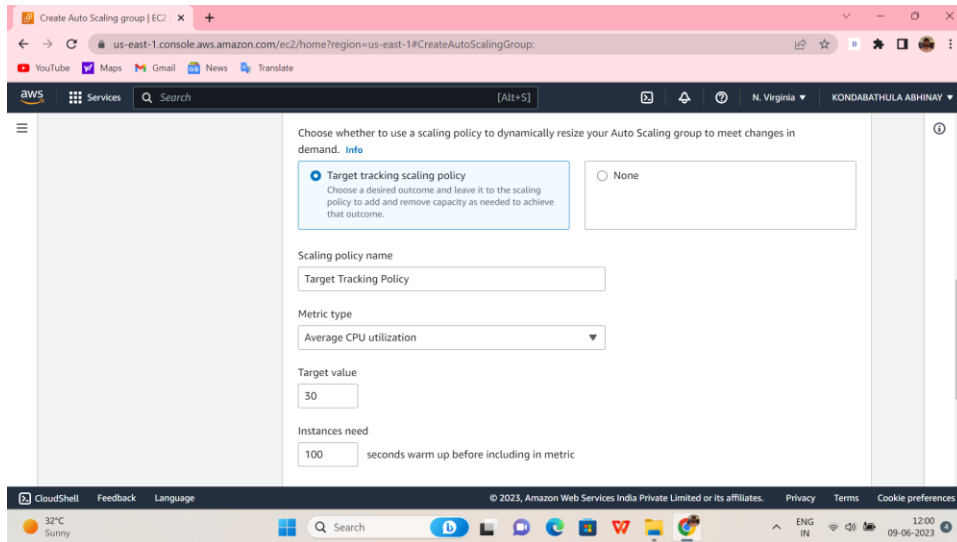 Create Auto Scaling group | EC2
us-east-1.console.aws.amazon.com/ec2/home?region=us-east-1#CreateAutoScalingGroup:
YouTube Maps Gmail News Translate
aws Services Search [Alt+S] N. Virginia KONDABATHULA ABHINAY
Choose whether to use a scaling policy to dynamically resize your Auto Scaling group to meet changes in
demand. Info
Target tracking scaling policy
Choose a desired outcome and leave it to the scaling
policy to add and remove capacity as needed to achieve
that outcome.
None
Scaling policy name
Target Tracking Policy
Metric type
Average CPU utilization
Target value
30
Instances need
100 seconds warm up before including in metric
CloudShell Feedback Language © 2023, Amazon Web Services India Private Limited or its affiliates. Privacy Terms Cookie preferences
32°C
Sunny
Search
ENG
IN
12:00
09-06-2023
4